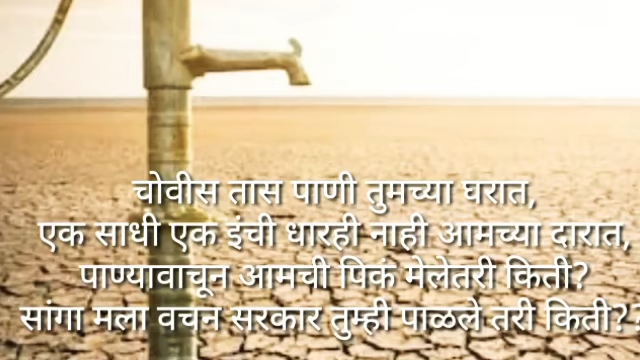 चोवीस तास पाणी तुमच्या घरात,
एक साधी एक इंची धारही नाही आमच्या दारात,
पाण्यावाचून आमची पिकं मेलेतरी किती?
सांगा मला वचन सरकार तुम्ही पाळले तरी किती??